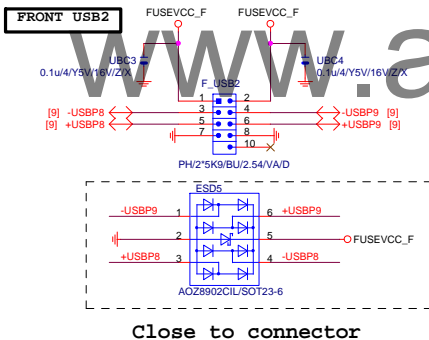 FRONT USB2
FUSEVCC_F FUSEVCC_F
www.a
UBC3
0.1u/4/Y5V/16V/Z/X
UBC4
0.1u/4/Y5V/16V/Z/X
F_USB2
1 2
[9] -USBP8 3 4 -USBP9 [9]
[9] +USBP8 5 6 +USBP9 [9]
7 8
10
PH/2*5K9/BU/2.54/VA/D
ESD5
-USBP9 1 6 +USBP9
2 5 FUSEVCC_F
+USBP8 3 4 -USBP8
AOZ8902CIL/SOT23-6
Close to connector